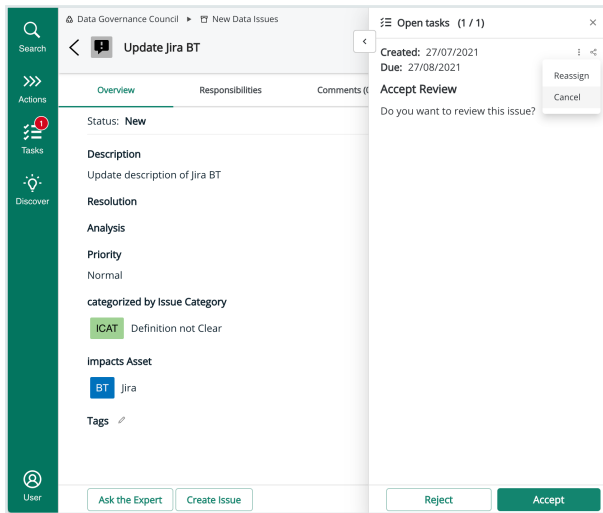 Search
Actions
1
Tasks
Discover
User
Data Governance Council ▸ New Data Issues
Update Jira BT
Overview Responsibilities Comments (0
Status: New
Description
Update description of Jira BT
Resolution
Analysis
Priority
Normal
categorized by Issue Category
ICAT Definition not Clear
impacts Asset
BT Jira
Tags
Ask the Expert Create Issue
Open tasks (1 / 1)
Created: 27/07/2021
Due: 27/08/2021
Reassign
Cancel
Accept Review
Do you want to review this issue?
Reject Accept